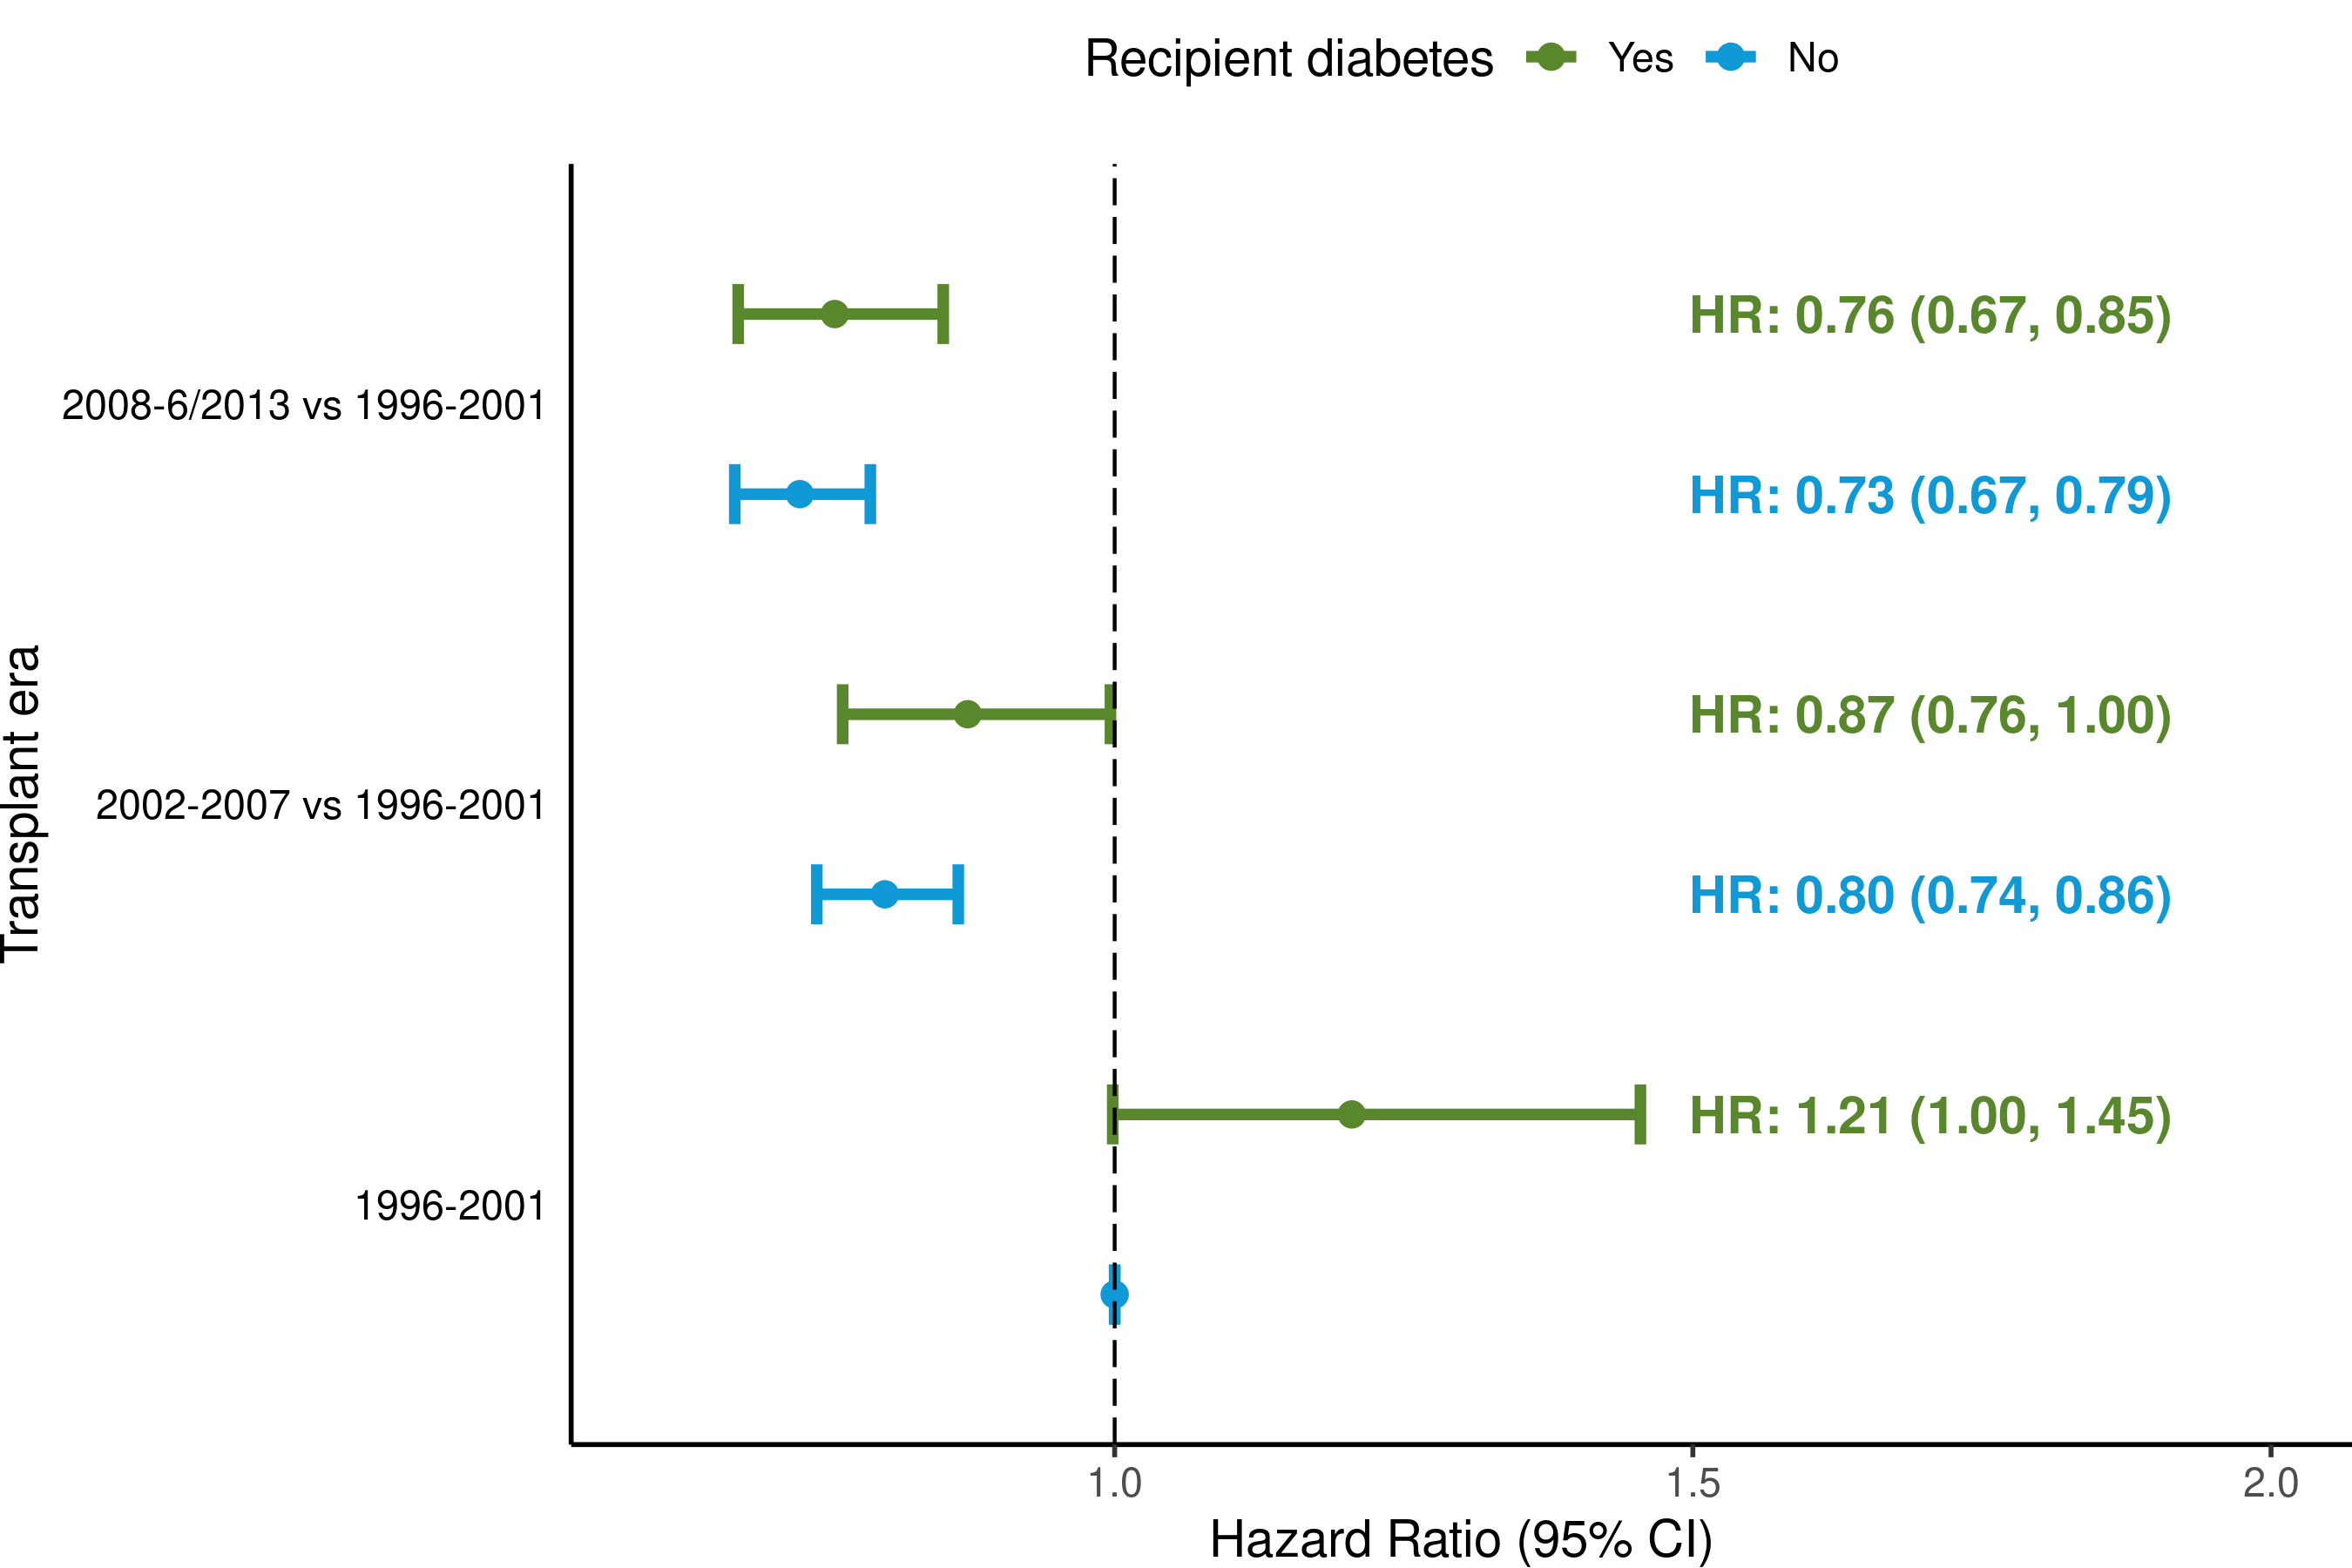 Recipient diabetes Yes No
HR: 0.76 (0.67, 0.85)
2008-6/2013 vs 1996-2001
HR: 0.73 (0.67, 0.79)
HR: 0.87 (0.76, 1.00)
2002-2007 vs 1996-2001
HR: 0.80 (0.74, 0.86)
HR: 1.21 (1.00, 1.45)
1996-2001
Transplant era
1.0 1.5 2.0
Hazard Ratio (95% CI)